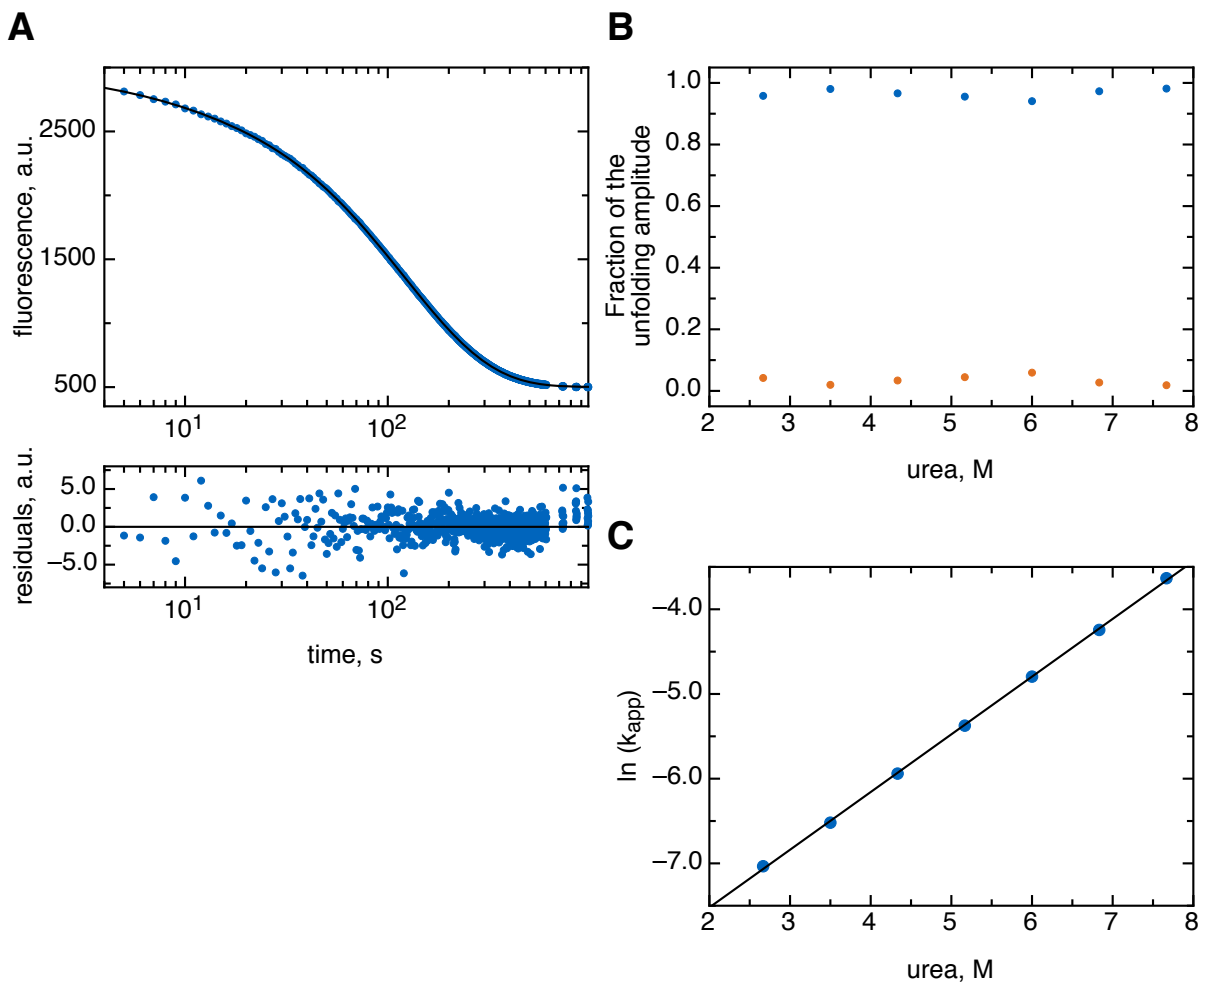 A
fluorescence, a.u.
2500
1500
500
10¹
10²
residuals, a.u.
5.0
0.0
−5.0
10¹
10²
time, s
B
Fraction of the
unfolding amplitude
1.0
0.8
0.6
0.4
0.2
0.0
2 3 4 5 6 7 8
urea, M
C
ln (kapp)
−4.0
−5.0
−6.0
−7.0
2 3 4 5 6 7 8
urea, M